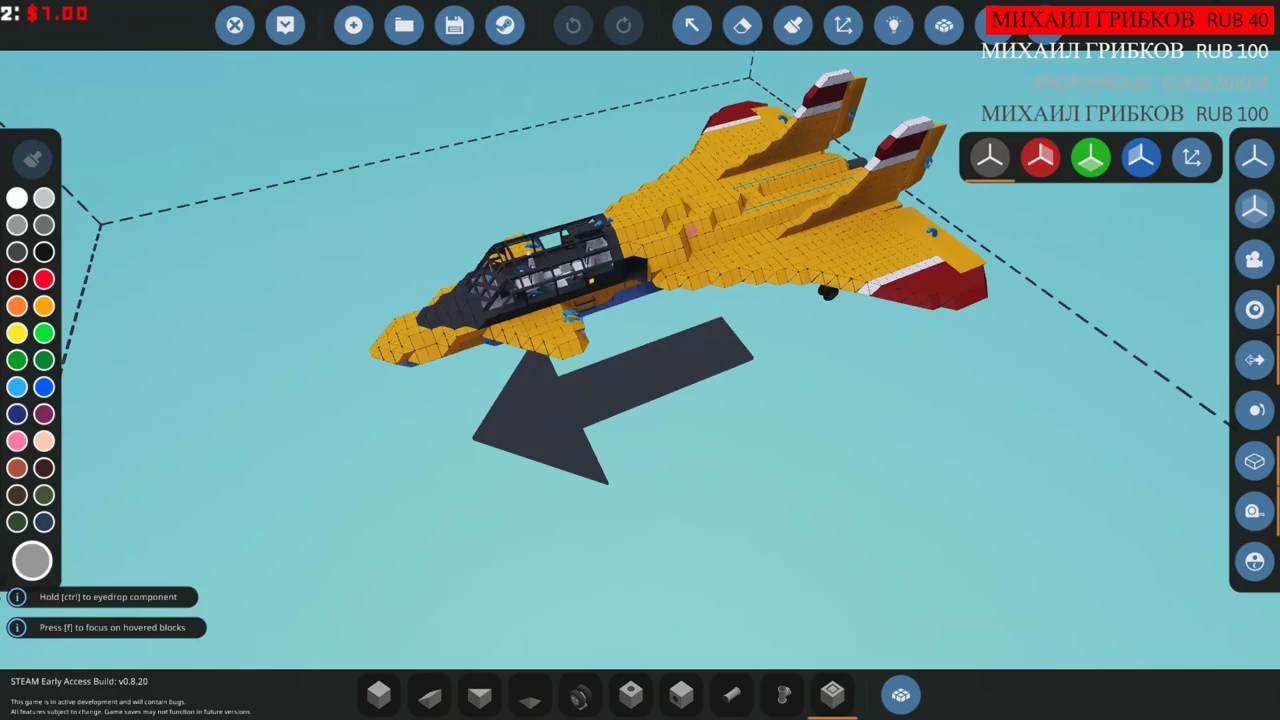 2: $7.00
МИХАИЛ ГРИБКОВ RUB 40
МИХАИЛ ГРИБКОВ RUB 100
ANONYMOUS SUBSCRIBER
МИХАИЛ ГРИБКОВ RUB 100
Hold [ctrl] to eyedrop component
Press [f] to focus on hovered blocks
STEAM Early Access Build: v0.8.20
This game is in active development and will contain bugs.
All features subject to change. Game saves may not function in future versions.